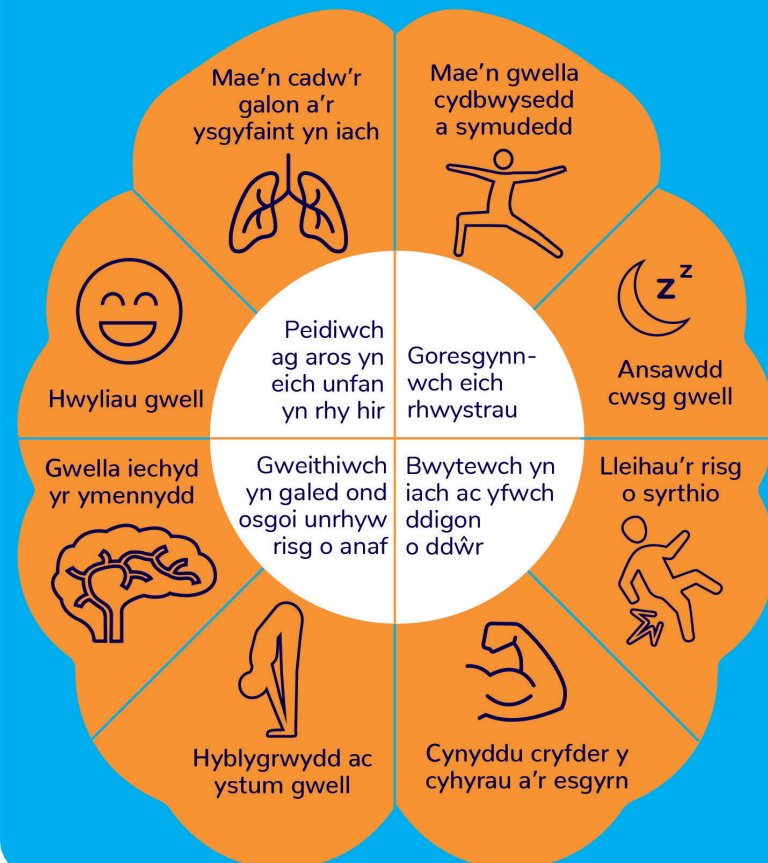 Mae'n cadw'r
galon a'r
ysgyfaint yn iach
Mae'n gwella
cydbwysedd
a symudedd
z z
Ansawdd
cwsg gwell
Lleihau'r risg
o syrthio
Cynyddu cryfder y
cyhyrau a'r esgyrn
Hyblygrwydd ac
ystum gwell
Gwella iechyd
yr ymennydd
Hwyliau gwell
Peidiwch
ag aros yn
eich unfan
yn rhy hir
Goresgynn-
wch eich
rhwystrau
Gweithiwch
yn galed ond
osgoi unrhyw
risg o anaf
Bwytewch yn
iach ac yfwch
ddigon
o ddŵr